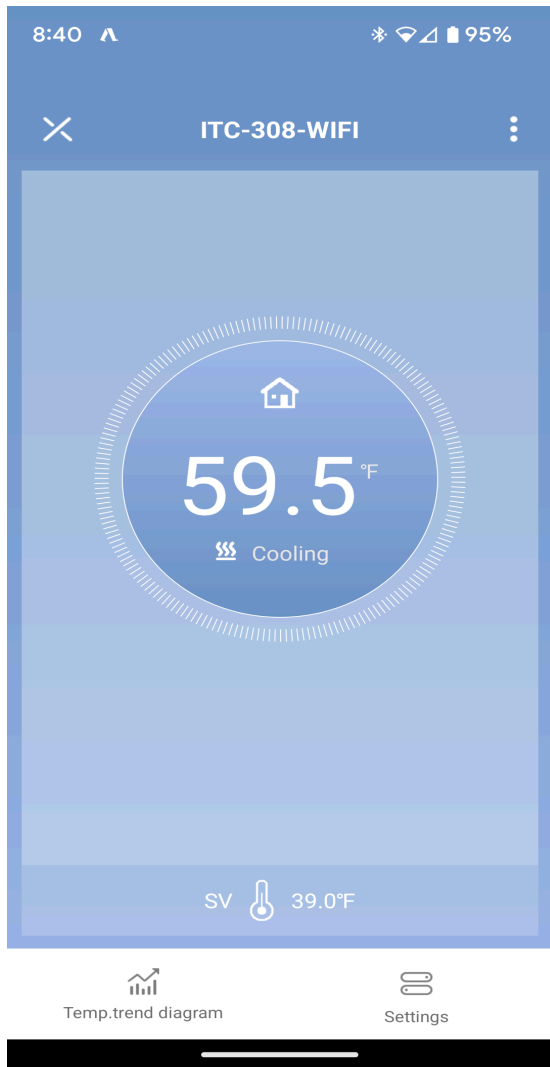 8:40 95%
ITC-308-WIFI
59.5 °F
Cooling
SV 39.0°F
Temp.trend diagram
Settings